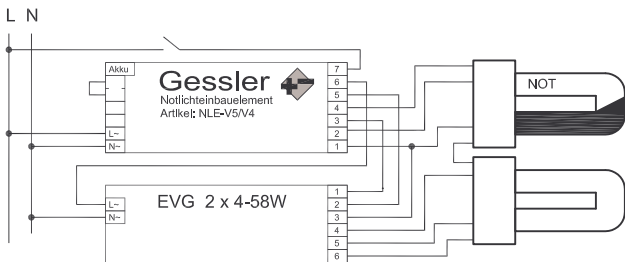 L N
Akku
Gessler
Notlichteinbauelement
Artikel: NLE-V5/V4
L~
N~
7
6
5
4
3
2
1
NOT
EVG 2 x 4-58W
L~
N~
1
2
3
4
5
6